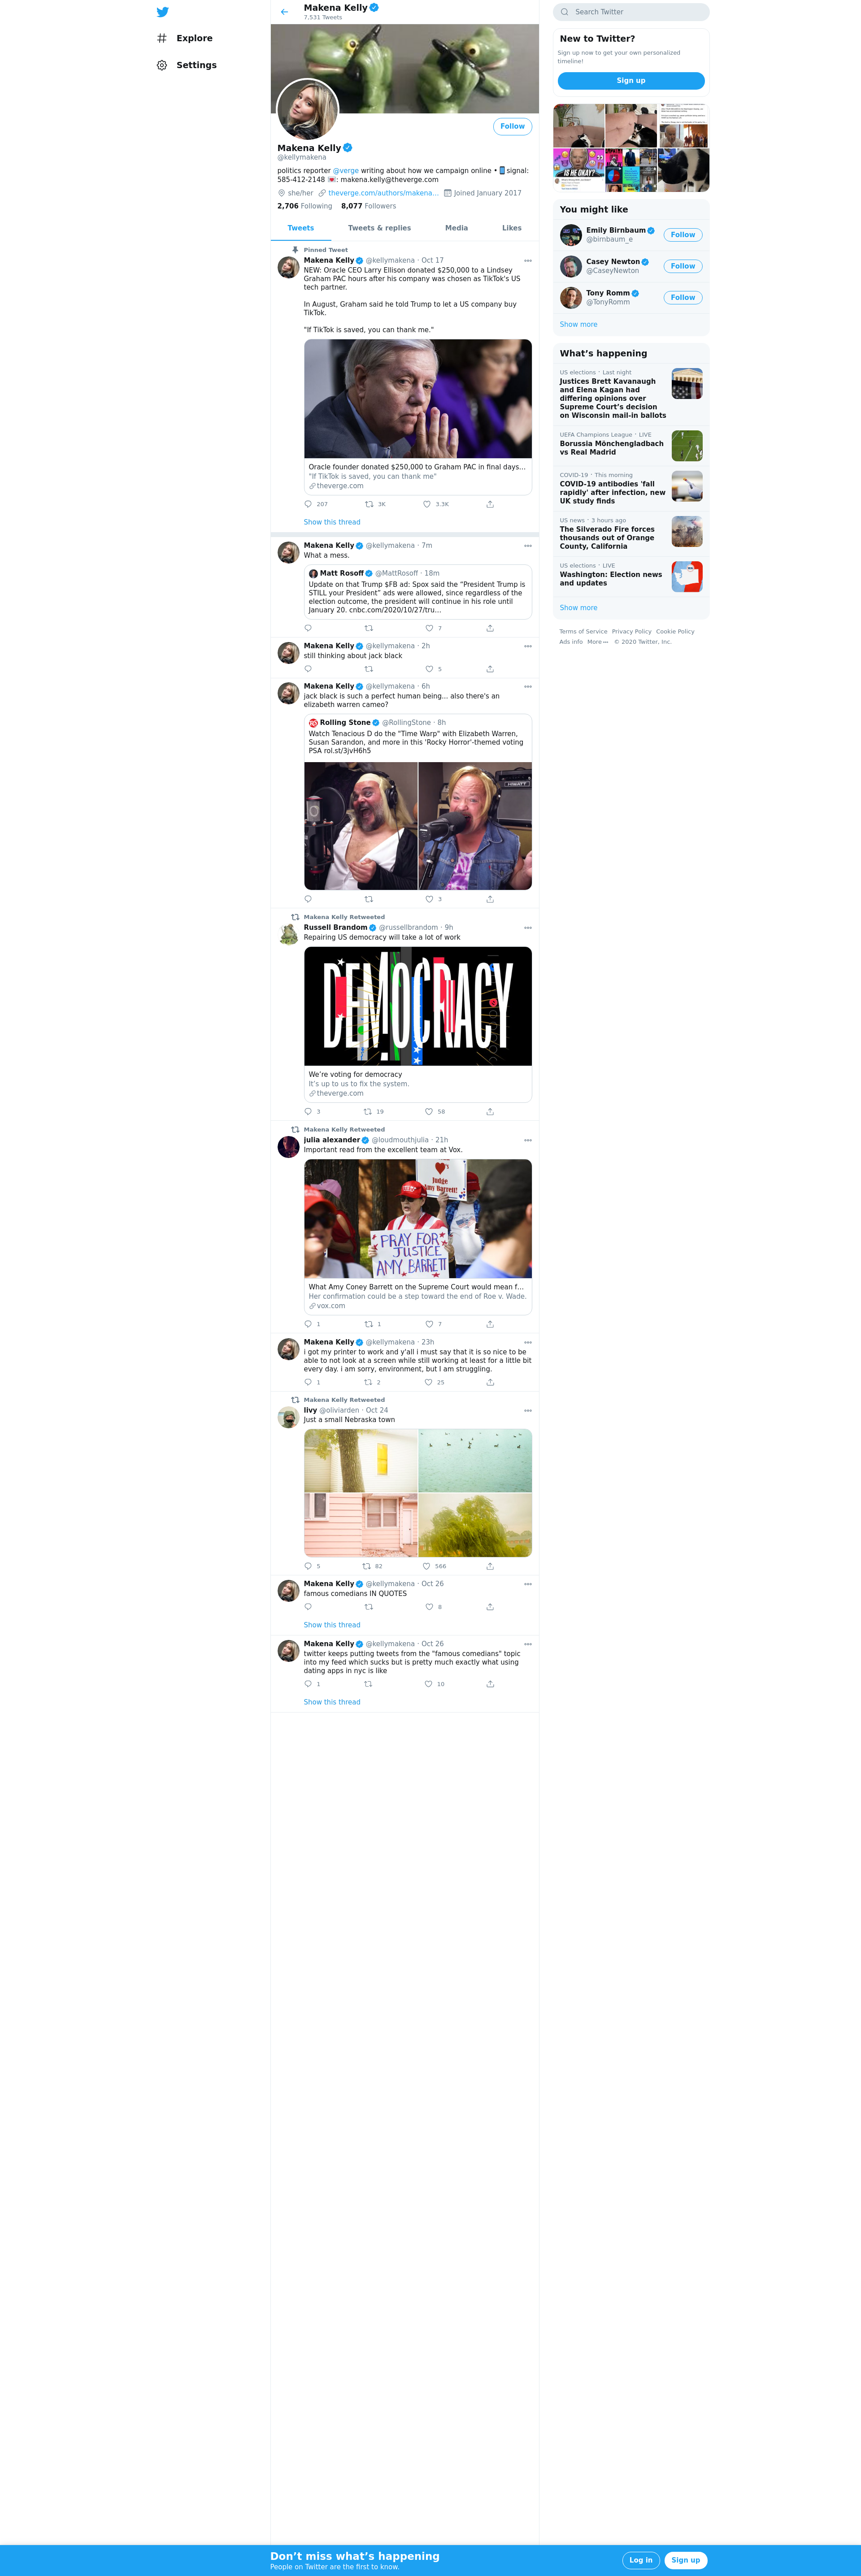 Explore
Settings
Makena Kelly
7,531 Tweets
Follow
Makena Kelly
@kellymakena
politics reporter @verge writing about how we campaign online • 📱signal:
585-412-2148 💌: makena.kelly@theverge.com
she/her theverge.com/authors/makena… Joined January 2017
2,706 Following 8,077 Followers
Tweets Tweets & replies Media Likes
Pinned Tweet
Makena Kelly @kellymakena · Oct 17
NEW: Oracle CEO Larry Ellison donated $250,000 to a Lindsey
Graham PAC hours after his company was chosen as TikTok's US
tech partner.
In August, Graham said he told Trump to let a US company buy
TikTok.
"If TikTok is saved, you can thank me."
Oracle founder donated $250,000 to Graham PAC in final days…
"If TikTok is saved, you can thank me"
theverge.com
207 3K 3.3K
Show this thread
Makena Kelly @kellymakena · 7m
What a mess.
Matt Rosoff @MattRosoff · 18m
Update on that Trump $FB ad: Spox said the “President Trump is
STILL your President” ads were allowed, since regardless of the
election outcome, the president will continue in his role until
January 20. cnbc.com/2020/10/27/tru…
7
Makena Kelly @kellymakena · 2h
still thinking about jack black
5
Makena Kelly @kellymakena · 6h
jack black is such a perfect human being... also there's an
elizabeth warren cameo?
Rolling Stone @RollingStone · 8h
Watch Tenacious D do the "Time Warp" with Elizabeth Warren,
Susan Sarandon, and more in this 'Rocky Horror'-themed voting
PSA rol.st/3jvH6h5
3
Makena Kelly Retweeted
Russell Brandom @russellbrandom · 9h
Repairing US democracy will take a lot of work
DEMOCRACY
We’re voting for democracy
It’s up to us to fix the system.
theverge.com
3 19 58
Makena Kelly Retweeted
julia alexander @loudmouthjulia · 21h
Important read from the excellent team at Vox.
Judge
Amy Barrett!
PRAY FOR
JUSTICE
AMY BARRETT
What Amy Coney Barrett on the Supreme Court would mean f…
Her confirmation could be a step toward the end of Roe v. Wade.
vox.com
1 1 7
Makena Kelly @kellymakena · 23h
i got my printer to work and y'all i must say that it is so nice to be
able to not look at a screen while still working at least for a little bit
every day. i am sorry, environment, but I am struggling.
1 2 25
Makena Kelly Retweeted
livy @oliviarden · Oct 24
Just a small Nebraska town
5 82 566
Makena Kelly @kellymakena · Oct 26
famous comedians IN QUOTES
8
Show this thread
Makena Kelly @kellymakena · Oct 26
twitter keeps putting tweets from the "famous comedians" topic
into my feed which sucks but is pretty much exactly what using
dating apps in nyc is like
1 10
Show this thread
Search Twitter
New to Twitter?
Sign up now to get your own personalized
timeline!
Sign up
IS HE OKAY?
You might like
Emily Birnbaum
@birnbaum_e
Follow
Casey Newton
@CaseyNewton
Follow
Tony Romm
@TonyRomm
Follow
Show more
What’s happening
US elections · Last night
Justices Brett Kavanaugh
and Elena Kagan had
differing opinions over
Supreme Court’s decision
on Wisconsin mail-in ballots
UEFA Champions League · LIVE
Borussia Mönchengladbach
vs Real Madrid
COVID-19 · This morning
COVID-19 antibodies 'fall
rapidly' after infection, new
UK study finds
US news · 3 hours ago
The Silverado Fire forces
thousands out of Orange
County, California
US elections · LIVE
Washington: Election news
and updates
Show more
Terms of Service Privacy Policy Cookie Policy
Ads info More © 2020 Twitter, Inc.
Don’t miss what’s happening
People on Twitter are the first to know.
Log in Sign up